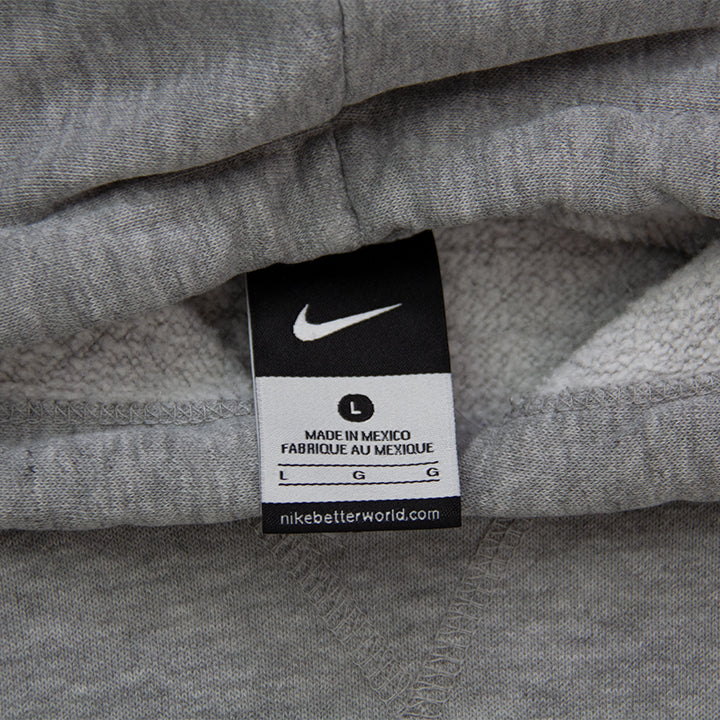 L
MADE IN MEXICO
FABRIQUE AU MEXIQUE
L G G
nikebetterworld.com